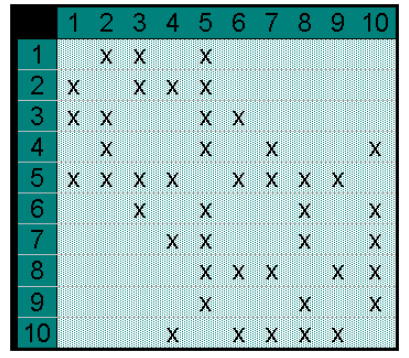 1 2 3 4 5 6 7 8 9 10
1 X X X
2 X X X X
3 X X X X
4 X X X X
5 X X X X X X X X
6 X X X X
7 X X X X
8 X X X X X
9 X X X
10 X X X X X